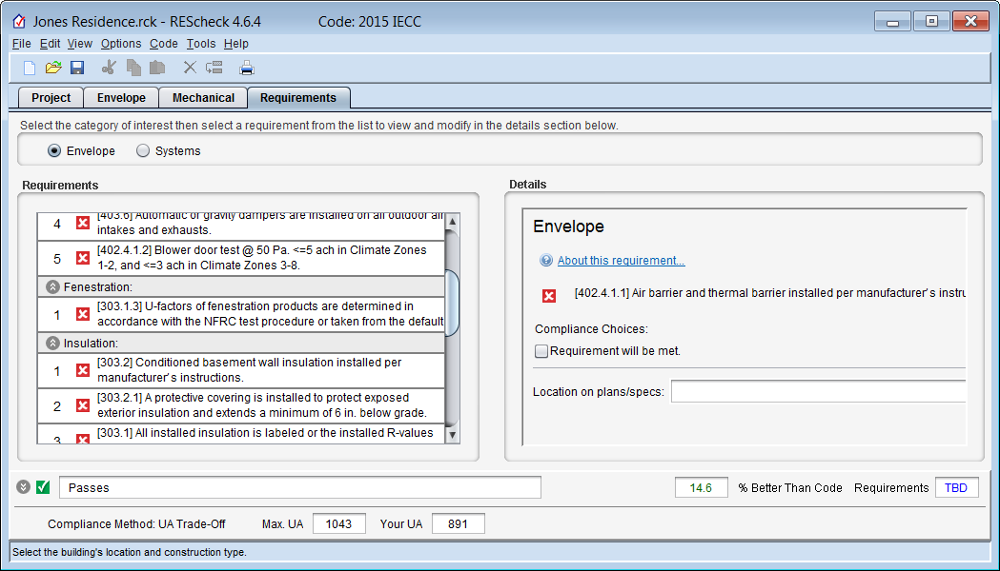 Jones Residence.rck - REScheck 4.6.4 Code: 2015 IECC
File Edit View Options Code Tools Help
Project Envelope Mechanical Requirements
Select the category of interest then select a requirement from the list to view and modify in the details section below.
Envelope Systems
Requirements
4 [403.6] Automatic or gravity dampers are installed on all outdoor air
intakes and exhausts.
5 [402.4.1.2] Blower door test @ 50 Pa. <=5 ach in Climate Zones
1-2, and <=3 ach in Climate Zones 3-8.
Fenestration:
1 [303.1.3] U-factors of fenestration products are determined in
accordance with the NFRC test procedure or taken from the default
Insulation:
1 [303.2] Conditioned basement wall insulation installed per
manufacturer's instructions.
2 [303.2.1] A protective covering is installed to protect exposed
exterior insulation and extends a minimum of 6 in. below grade.
3 [303.1] All installed insulation is labeled or the installed R-values
Details
Envelope
About this requirement...
[402.4.1.1] Air barrier and thermal barrier installed per manufacturer's instru
Compliance Choices:
Requirement will be met.
Location on plans/specs:
Passes 14.6 % Better Than Code Requirements TBD
Compliance Method: UA Trade-Off Max. UA 1043 Your UA 891
Select the building's location and construction type.